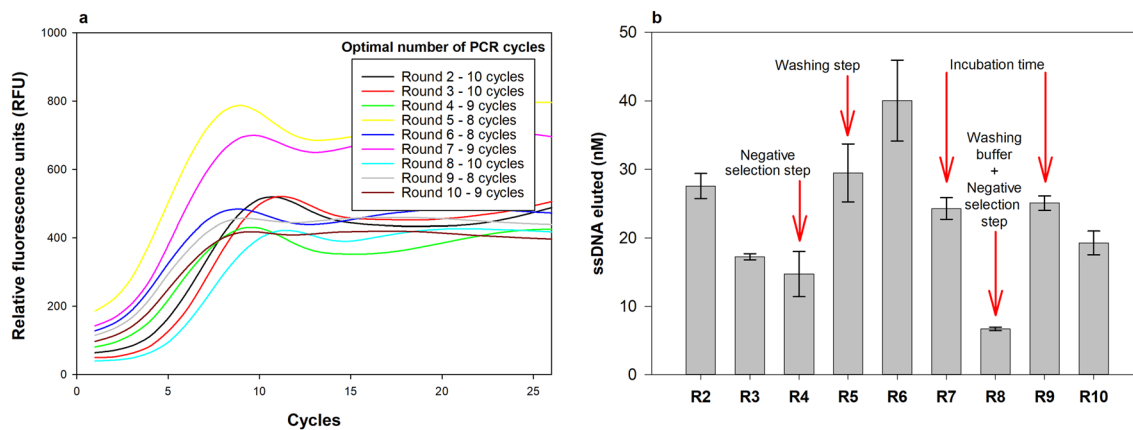 a
Relative fluorescence units (RFU)
1000
800
600
400
200
0
0
5
10
15
20
25
Cycles
Optimal number of PCR cycles
Round 2 - 10 cycles
Round 3 - 10 cycles
Round 4 - 9 cycles
Round 5 - 8 cycles
Round 6 - 8 cycles
Round 7 - 9 cycles
Round 8 - 10 cycles
Round 9 - 8 cycles
Round 10 - 9 cycles
b
ssDNA eluted (nM)
50
40
30
20
10
0
Negative
selection step
Washing step
Incubation time
Washing
buffer
+
Negative
selection
step
R2
R3
R4
R5
R6
R7
R8
R9
R10